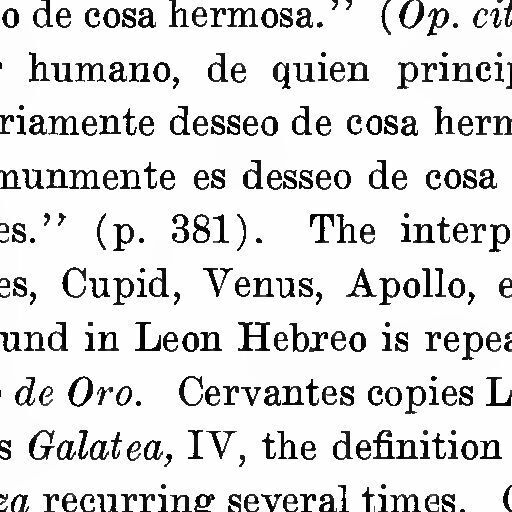 o de cosa hermosa.” (Op. cit
humano, de quien princip
riamente desseo de cosa herm
munmente es desseo de cosa
es.” (p. 381). The interp
es, Cupid, Venus, Apollo, e
und in Leon Hebreo is repea
de Oro. Cervantes copies L
s Galatea, IV, the definition
za recurring several times.